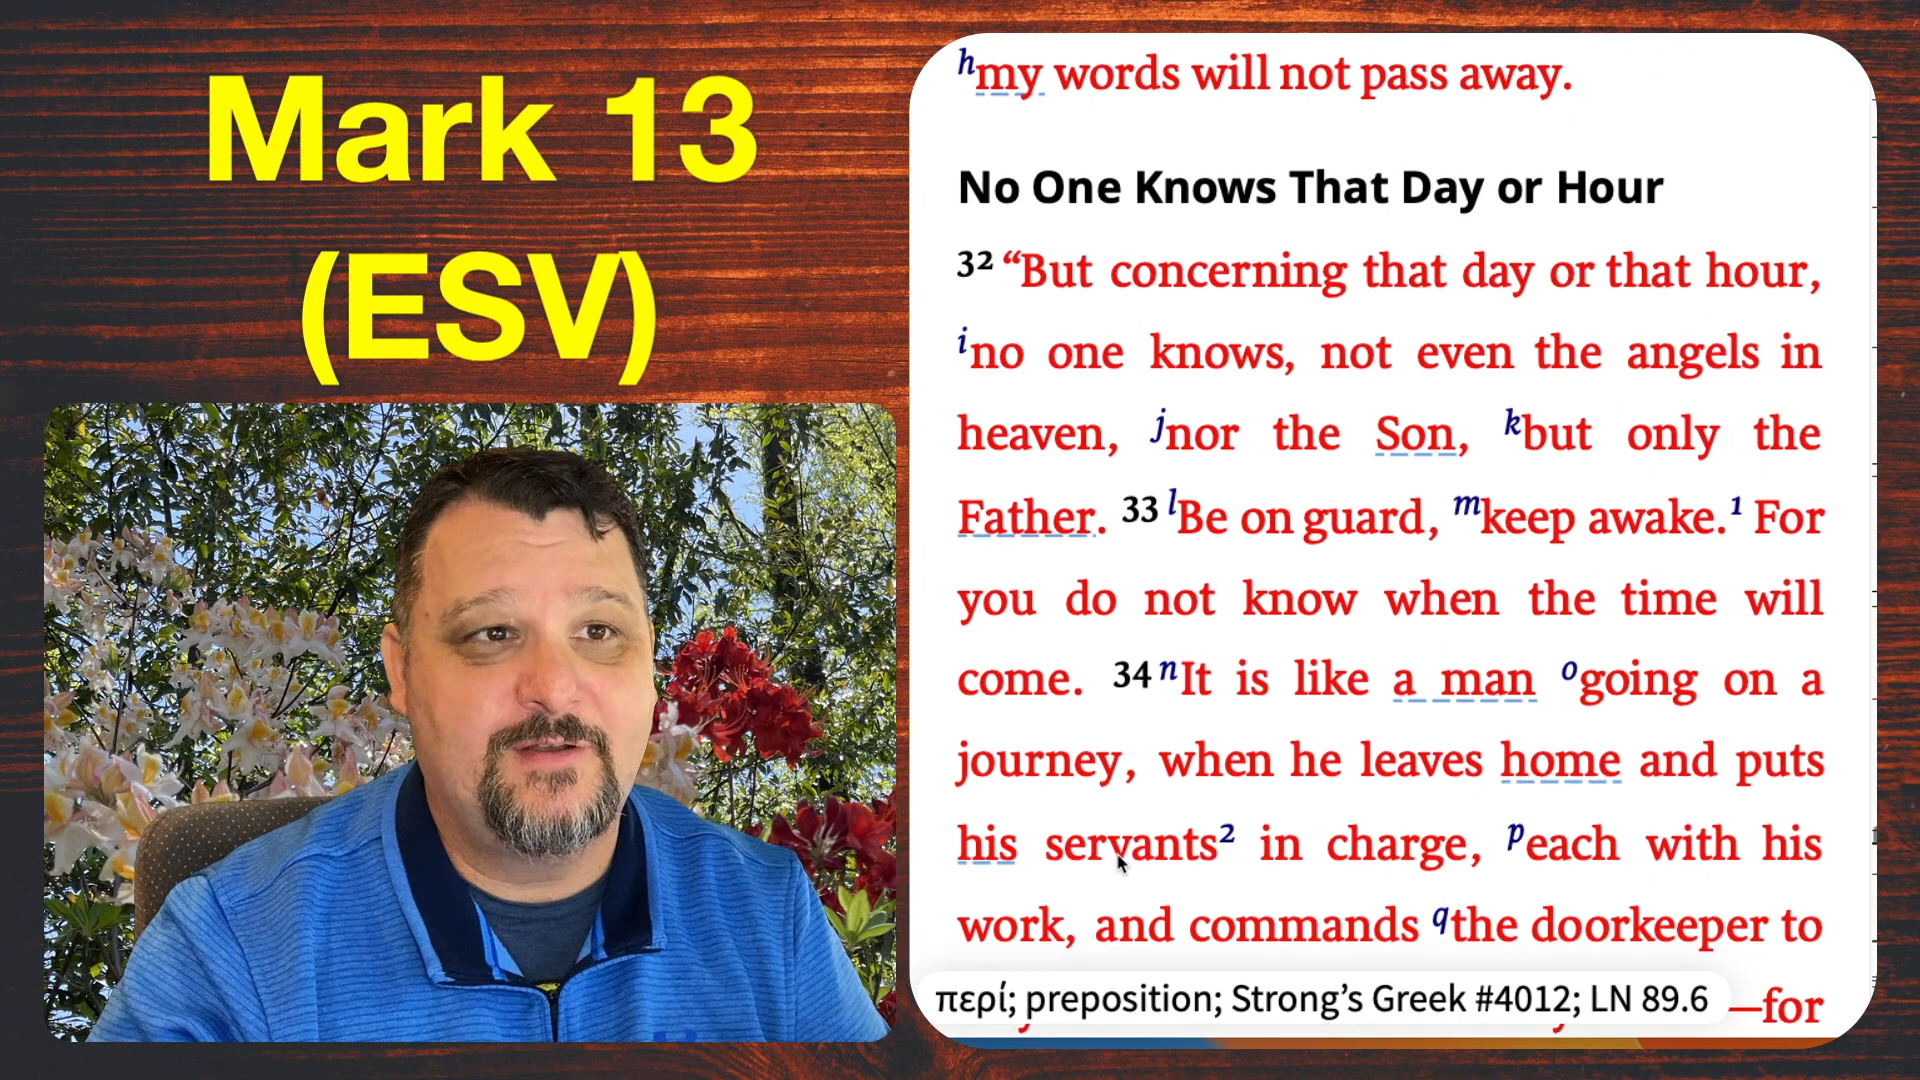 Mark 13
(ESV)
hmy words will not pass away.
No One Knows That Day or Hour
32 “But concerning that day or that hour,
ino one knows, not even the angels in
heaven, jnor the Son, kbut only the
Father. 33 lBe on guard, mkeep awake.1 For
you do not know when the time will
come. 34 nIt is like a man ogoing on a
journey, when he leaves home and puts
his servants2 in charge, peach with his
work, and commands qthe doorkeeper to
—for
περί; preposition; Strong’s Greek #4012; LN 89.6